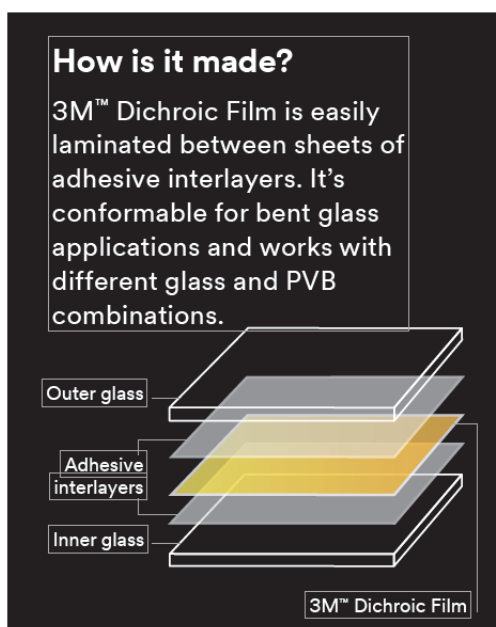 How is it made?
3M™ Dichroic Film is easily
laminated between sheets of
adhesive interlayers. It’s
conformable for bent glass
applications and works with
different glass and PVB
combinations.
Outer glass
Adhesive
interlayers
Inner glass
3M™ Dichroic Film